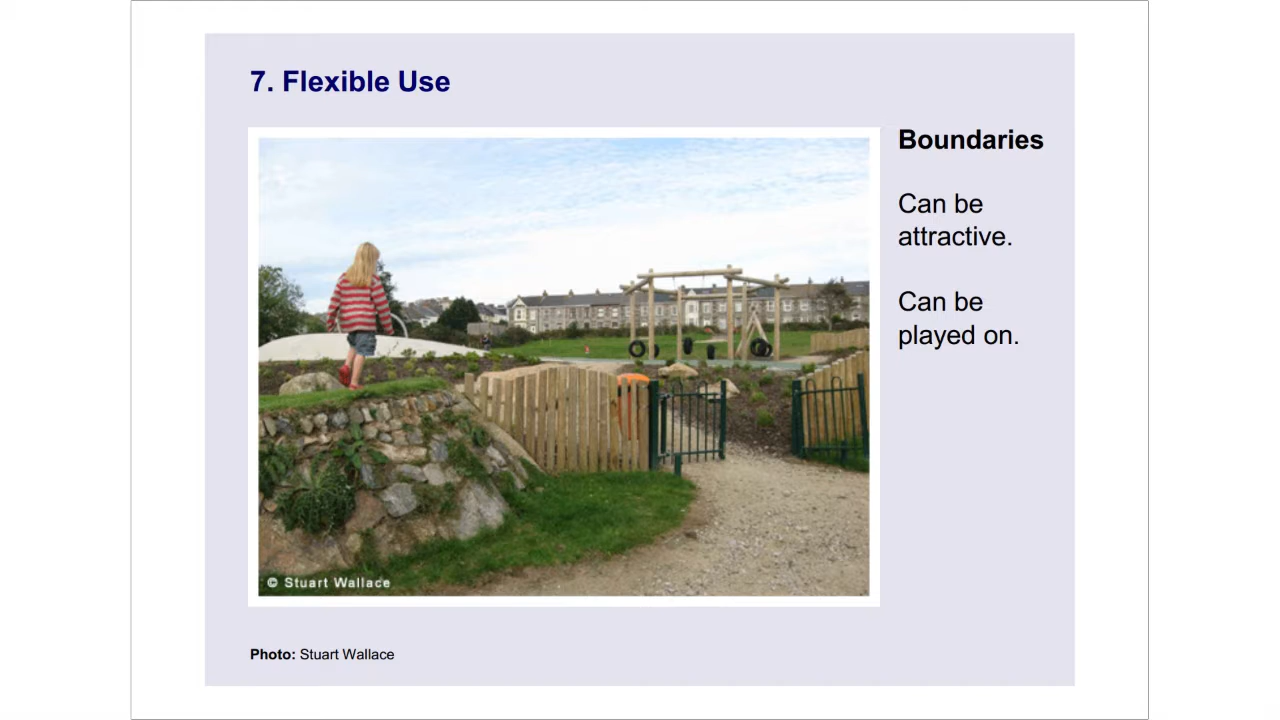 7. Flexible Use
Boundaries
Can be
attractive.
Can be
played on.
© Stuart Wallace
Photo: Stuart Wallace